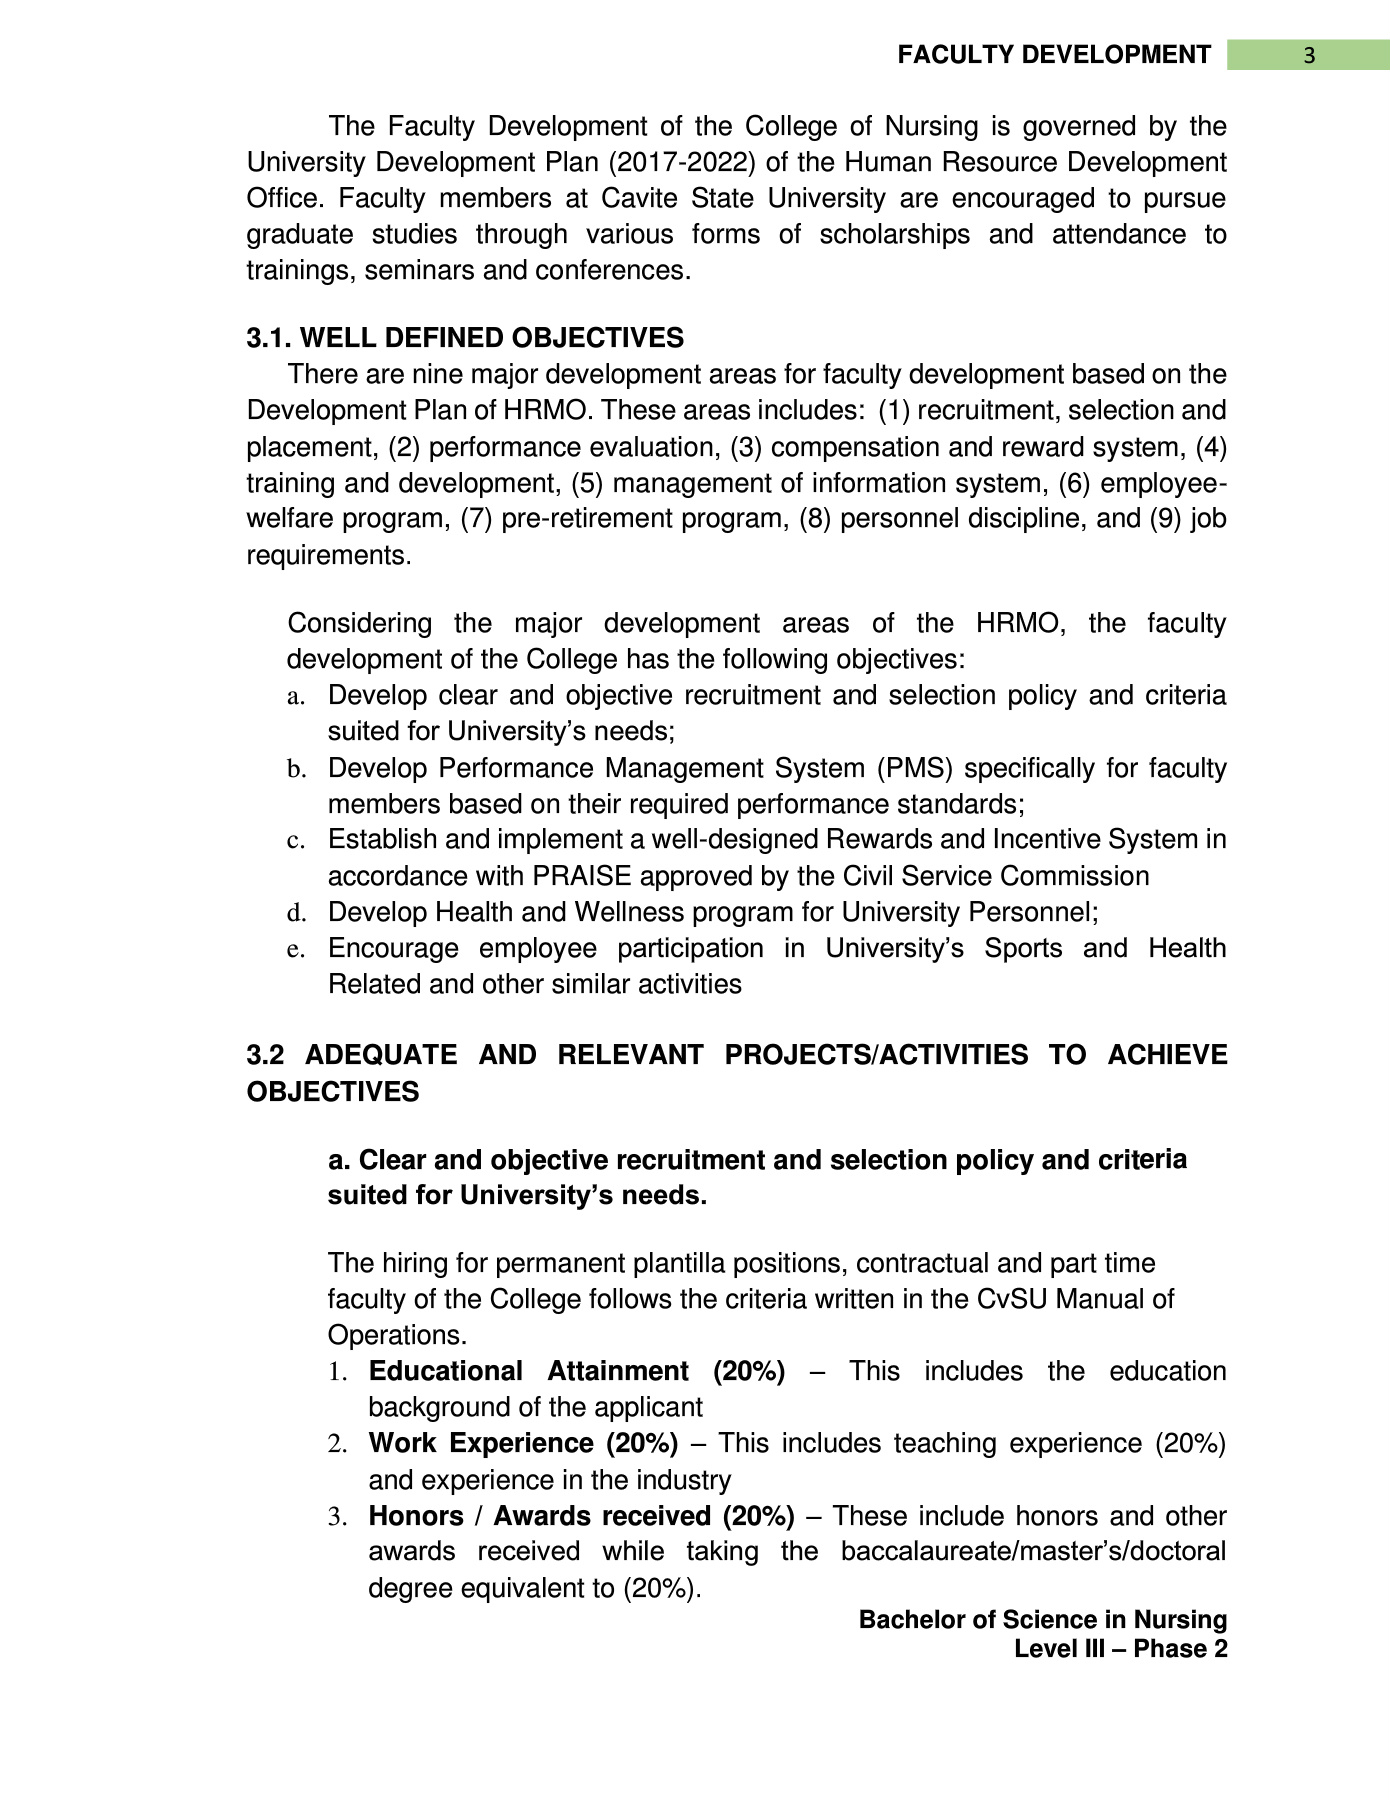 FACULTY DEVELOPMENT 3
The Faculty Development of the College of Nursing is governed by the
University Development Plan (2017-2022) of the Human Resource Development
Office. Faculty members at Cavite State University are encouraged to pursue
graduate studies through various forms of scholarships and attendance to
trainings, seminars and conferences.
3.1. WELL DEFINED OBJECTIVES
There are nine major development areas for faculty development based on the
Development Plan of HRMO. These areas includes: (1) recruitment, selection and
placement, (2) performance evaluation, (3) compensation and reward system, (4)
training and development, (5) management of information system, (6) employee-
welfare program, (7) pre-retirement program, (8) personnel discipline, and (9) job
requirements.
Considering the major development areas of the HRMO, the faculty
development of the College has the following objectives:
a. Develop clear and objective recruitment and selection policy and criteria
suited for University’s needs;
b. Develop Performance Management System (PMS) specifically for faculty
members based on their required performance standards;
c. Establish and implement a well-designed Rewards and Incentive System in
accordance with PRAISE approved by the Civil Service Commission
d. Develop Health and Wellness program for University Personnel;
e. Encourage employee participation in University’s Sports and Health
Related and other similar activities
3.2 ADEQUATE AND RELEVANT PROJECTS/ACTIVITIES TO ACHIEVE
OBJECTIVES
a. Clear and objective recruitment and selection policy and criteria
suited for University’s needs.
The hiring for permanent plantilla positions, contractual and part time
faculty of the College follows the criteria written in the CvSU Manual of
Operations.
1. Educational Attainment (20%) – This includes the education
background of the applicant
2. Work Experience (20%) – This includes teaching experience (20%)
and experience in the industry
3. Honors / Awards received (20%) – These include honors and other
awards received while taking the baccalaureate/master’s/doctoral
degree equivalent to (20%).
Bachelor of Science in Nursing
Level III – Phase 2